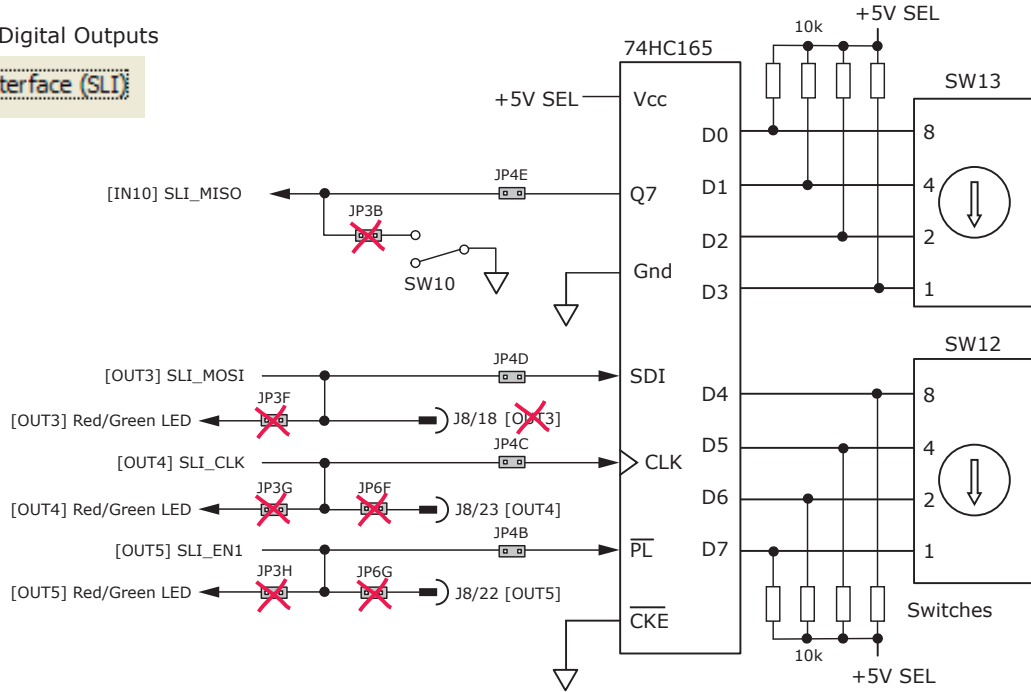 Digital Outputs
terface (SLI)
+5V SEL
10k
74HC165
SW13
+5V SEL
Vcc
D0
8
[IN10] SLI_MISO
JP4E
Q7
D1
4
JP3B
D2
2
SW10
Gnd
D3
1
SW12
[OUT3] SLI_MOSI
JP4D
SDI
D4
8
JP3F
[OUT3] Red/Green LED
J8/18 [OUT3]
JP4C
D5
4
[OUT4] SLI_CLK
CLK
JP3G
JP6F
D6
2
[OUT4] Red/Green LED
J8/23 [OUT4]
JP4B
[OUT5] SLI_EN1
PL
D7
1
JP3H
JP6G
[OUT5] Red/Green LED
J8/22 [OUT5]
CKE
Switches
10k
+5V SEL